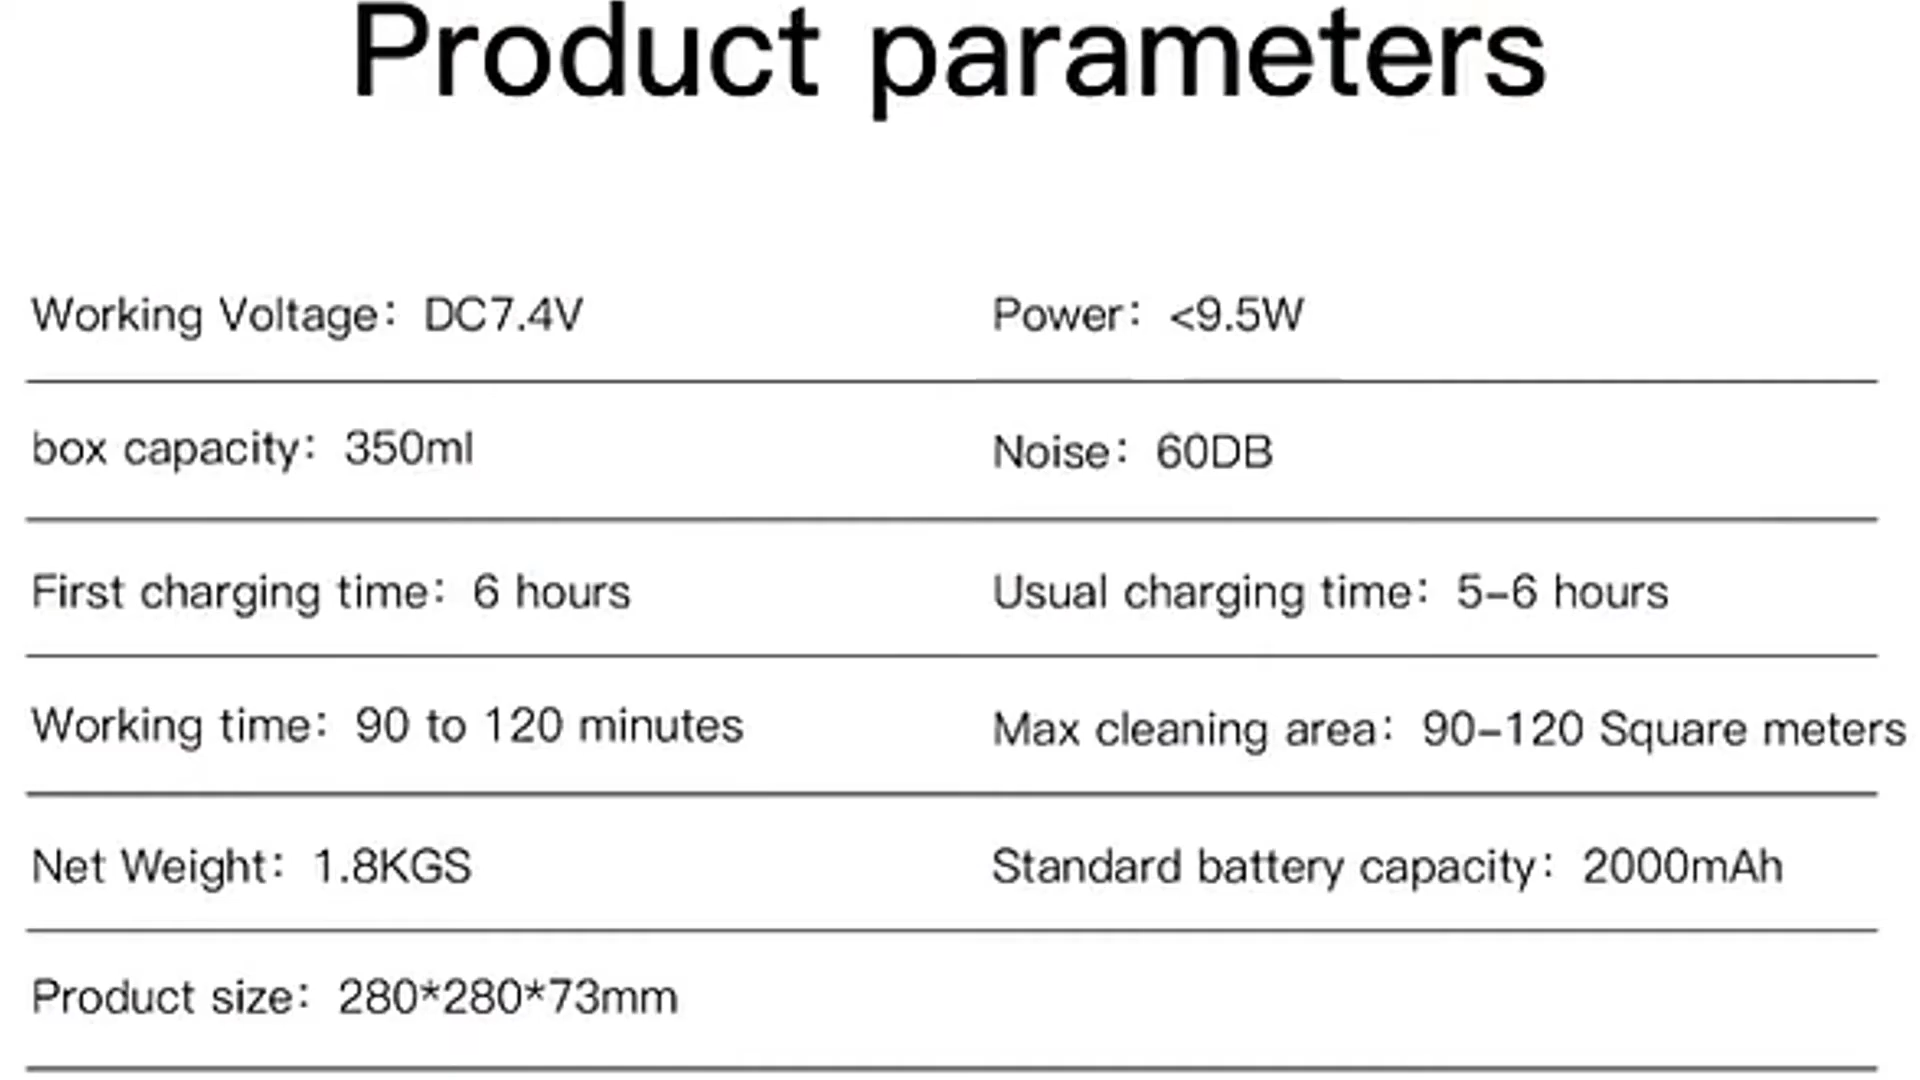 Product parameters
Working Voltage：DC7.4V
Power：<9.5W
box capacity：350ml
Noise：60DB
First charging time：6 hours
Usual charging time：5–6 hours
Working time：90 to 120 minutes
Max cleaning area：90–120 Square meters
Net Weight：1.8KGS
Standard battery capacity：2000mAh
Product size：280*280*73mm